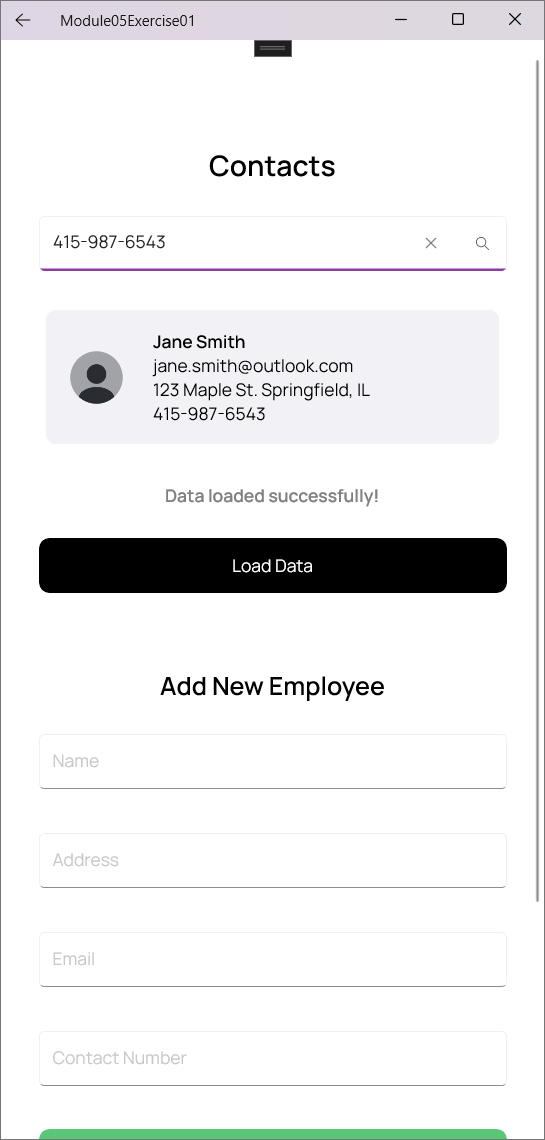 Module05Exercise01
Contacts
415-987-6543
Jane Smith
jane.smith@outlook.com
123 Maple St. Springfield, IL
415-987-6543
Data loaded successfully!
Load Data
Add New Employee
Name
Address
Email
Contact Number